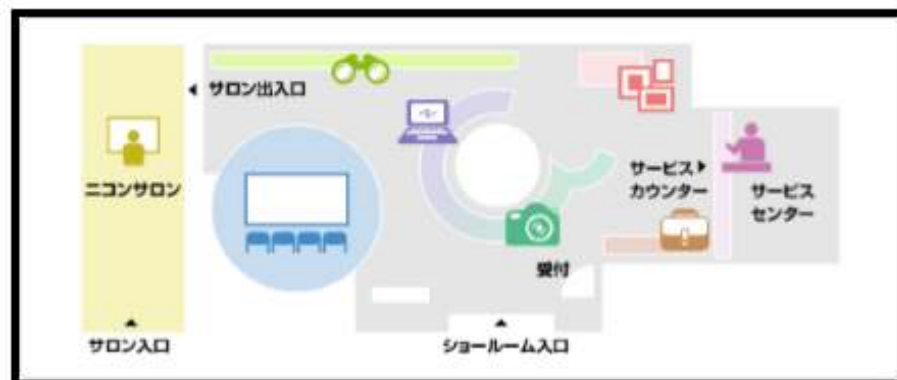 サロン出入口
ニコンサロン
サービス
カウンター
サービス
センター
受付
サロン入口
ショールーム入口